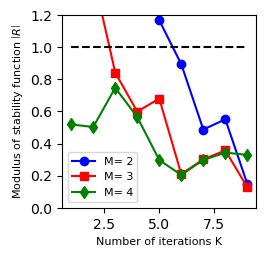 Modulus of stability function |R|
1.2
1.0
0.8
0.6
0.4
0.2
0.0
M= 2
M= 3
M= 4
2.5 5.0 7.5
Number of iterations K